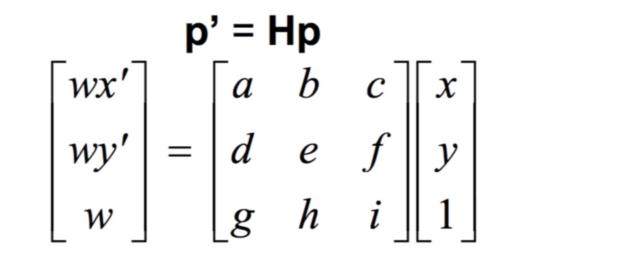 p’ = Hp
wx′ a b c x
wy′ = d e f y
w g h i 1